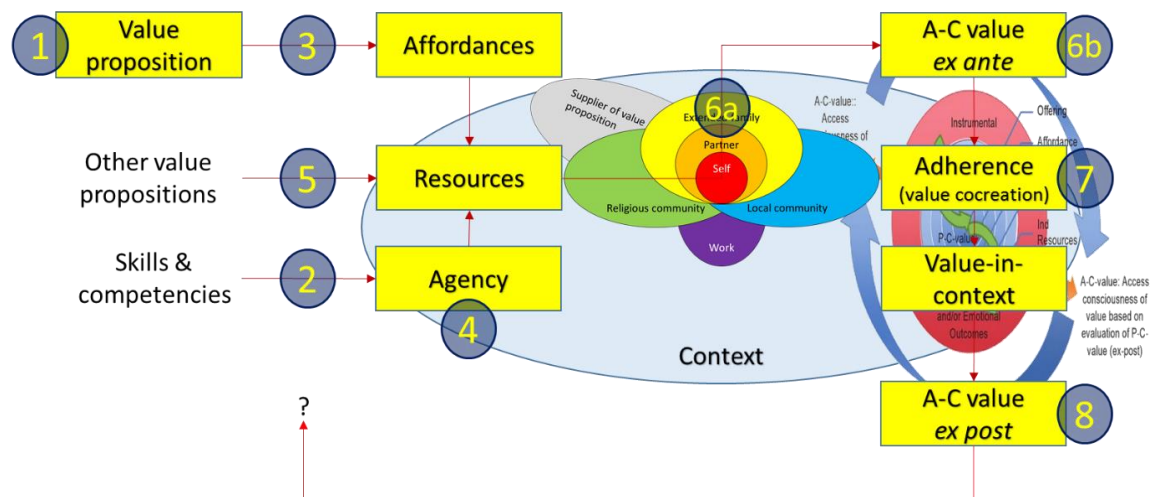 1
Value
proposition
3
Affordances
A-C value
ex ante
6b
Supplier of value
proposition
6a
Extended family
Partner
Self
A-C-value::
Access
of
Instrumental
Offering
Affordance
Other value
propositions
5
Resources
Religious community
Local community
Work
Adherence
(value cocreation)
7
P-C-value
Ind
Resources
Skills &
competencies
2
Agency
4
Value-in-
context
and/or Emotional
Outcomes
A-C-value: Access
consciousness of
value based on
evaluation of P-C-
value (ex-post)
Context
?
A-C value
ex post
8